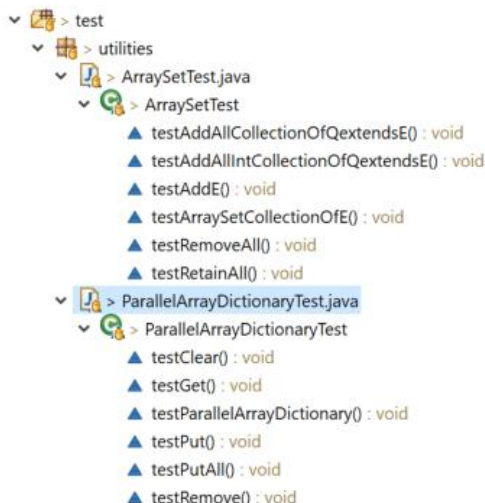 > test
> utilities
> ArraySetTest.java
> ArraySetTest
testAddAllCollectionOfQextendsE() : void
testAddAllIntCollectionOfQextendsE() : void
testAddE() : void
testArraySetCollectionOfE() : void
testRemoveAll() : void
testRetainAll() : void
> ParallelArrayDictionaryTest.java
> ParallelArrayDictionaryTest
testClear() : void
testGet() : void
testParallelArrayDictionary() : void
testPut() : void
testPutAll() : void
testRemove() : void